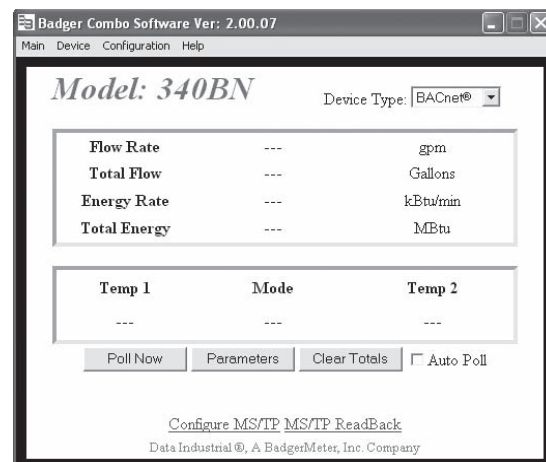 Badger Combo Software Ver: 2.00.07
Main Device Configuration Help
Model: 340BN
Device Type: BACnet®
Flow Rate --- gpm
Total Flow --- Gallons
Energy Rate --- kBtu/min
Total Energy --- MBtu
Temp 1 Mode Temp 2
--- --- ---
Poll Now Parameters Clear Totals Auto Poll
Configure MS/TP MS/TP ReadBack
Data Industrial ®, A BadgerMeter, Inc. Company